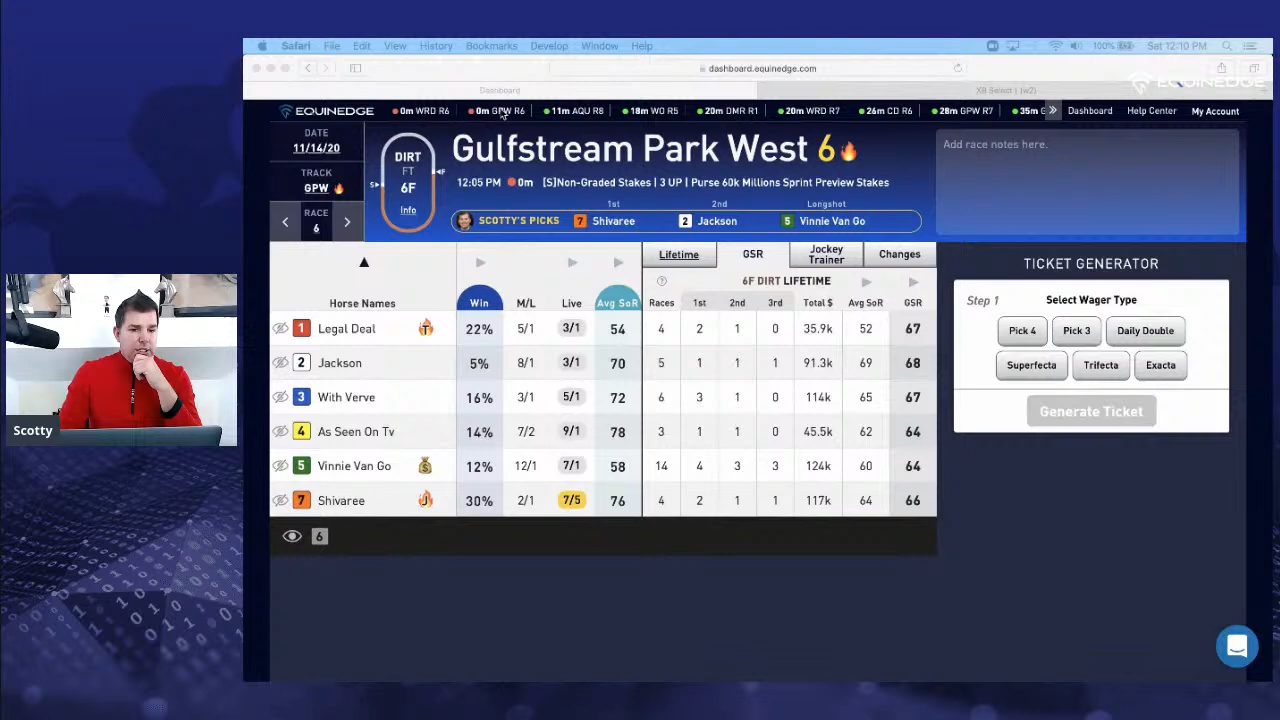 Safari File Edit View History Bookmarks Develop Window Help 100% Sat 12:10 PM
dashboard.equinedge.com
Dashboard XB Select | (w2)
EQUINEDGE
EQUINEDGE 0m WRD R6 0m GPW R6 11m AQU R8 18m WO R5 20m DMR R1 20m WRD R7 26m CD R6 28m GPW R7 35m G » Dashboard Help Center My Account
DATE
11/14/20
TRACK
GPW
RACE
6
DIRT
FT
6F
S
F
Info
Gulfstream Park West 6
12:05 PM 0m [S]Non-Graded Stakes | 3 UP | Purse 60k Millions Sprint Preview Stakes
1st 2nd Longshot
SCOTTY'S PICKS 7 Shivaree 2 Jackson 5 Vinnie Van Go
Add race notes here.
Lifetime GSR Jockey Trainer Changes
6F DIRT LIFETIME
Horse Names Win M/L Live Avg SoR Races 1st 2nd 3rd Total $ Avg SoR GSR
1 Legal Deal T 22% 5/1 3/1 54 4 2 1 0 35.9k 52 67
2 Jackson 5% 8/1 3/1 70 5 1 1 1 91.3k 69 68
3 With Verve 16% 3/1 5/1 72 6 3 1 0 114k 65 67
4 As Seen On Tv 14% 7/2 9/1 78 3 1 1 0 45.5k 62 64
5 Vinnie Van Go $ 12% 12/1 7/1 58 14 4 3 3 124k 60 64
7 Shivaree J 30% 2/1 7/5 76 4 2 1 1 117k 64 66
6
TICKET GENERATOR
Step 1 Select Wager Type
Pick 4 Pick 3 Daily Double
Superfecta Trifecta Exacta
Generate Ticket
Scotty